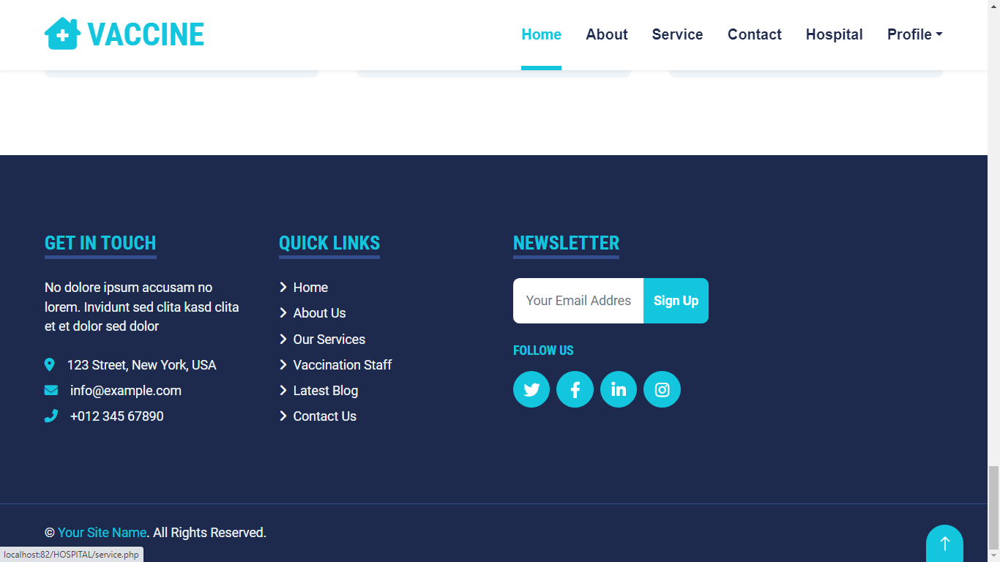 VACCINE
Home About Service Contact Hospital Profile
GET IN TOUCH
No dolore ipsum accusam no
lorem. Invidunt sed clita kasd clita
et et dolor sed dolor
123 Street, New York, USA
info@example.com
+012 345 67890
QUICK LINKS
Home
About Us
Our Services
Vaccination Staff
Latest Blog
Contact Us
NEWSLETTER
Your Email Addres Sign Up
FOLLOW US
© Your Site Name. All Rights Reserved.
localhost:82/HOSPITAL/service.php